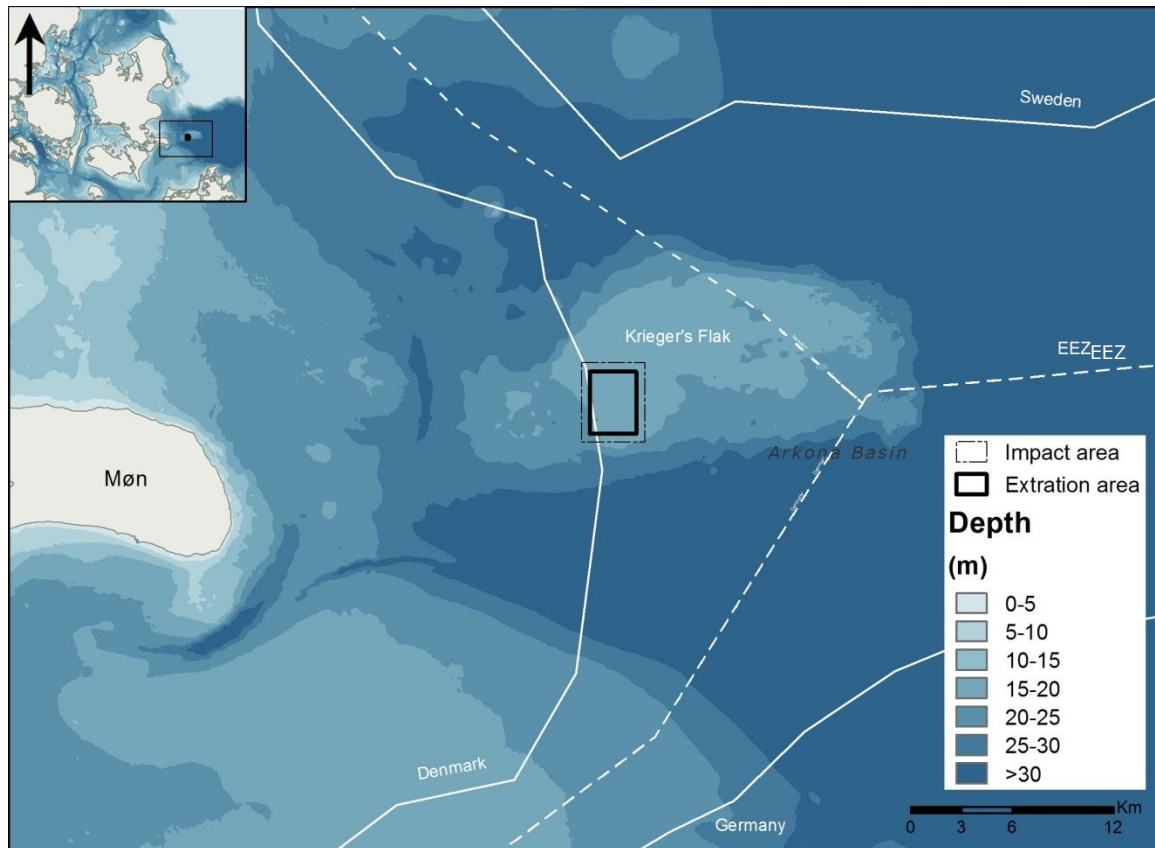 Sweden
Krieger's Flak
EEZ
EEZ
Arkona Basin
Møn
Impact area
Extration area
Depth
(m)
0-5
5-10
10-15
15-20
20-25
25-30
>30
Denmark
Germany
Km
0 3 6 12